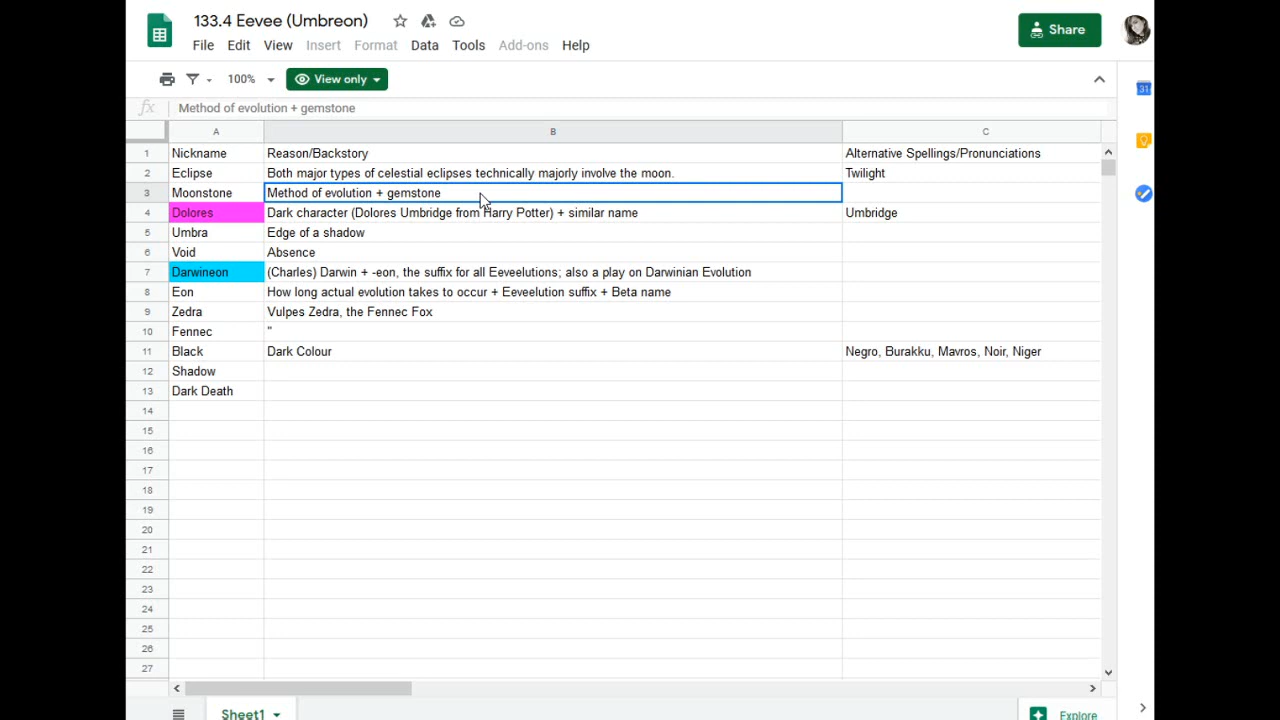 133.4 Eevee (Umbreon)
File Edit View Insert Format Data Tools Add-ons Help
Share
100% View only
31
fx Method of evolution + gemstone
A B C
1 Nickname Reason/Backstory Alternative Spellings/Pronunciations
2 Eclipse Both major types of celestial eclipses technically majorly involve the moon. Twilight
3 Moonstone Method of evolution + gemstone
4 Dolores Dark character (Dolores Umbridge from Harry Potter) + similar name Umbridge
5 Umbra Edge of a shadow
6 Void Absence
7 Darwineon (Charles) Darwin + -eon, the suffix for all Eeveelutions; also a play on Darwinian Evolution
8 Eon How long actual evolution takes to occur + Eeveelution suffix + Beta name
9 Zedra Vulpes Zedra, the Fennec Fox
10 Fennec "
11 Black Dark Colour Negro, Burakku, Mavros, Noir, Niger
12 Shadow
13 Dark Death
14
15
16
17
18
19
20
21
22
23
24
25
26
27
Sheet1 Explore